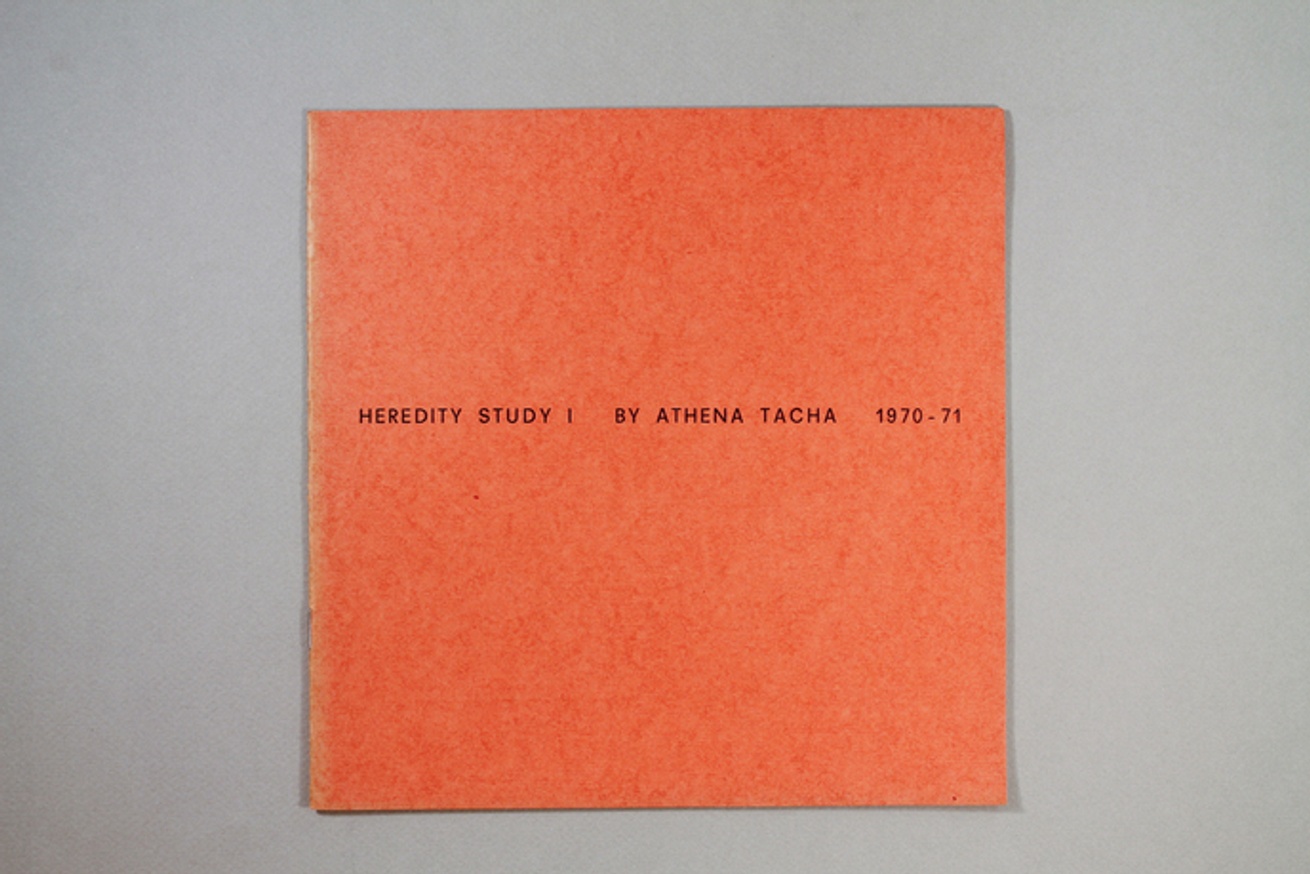 HEREDITY STUDY I BY ATHENA TACHA 1970-71